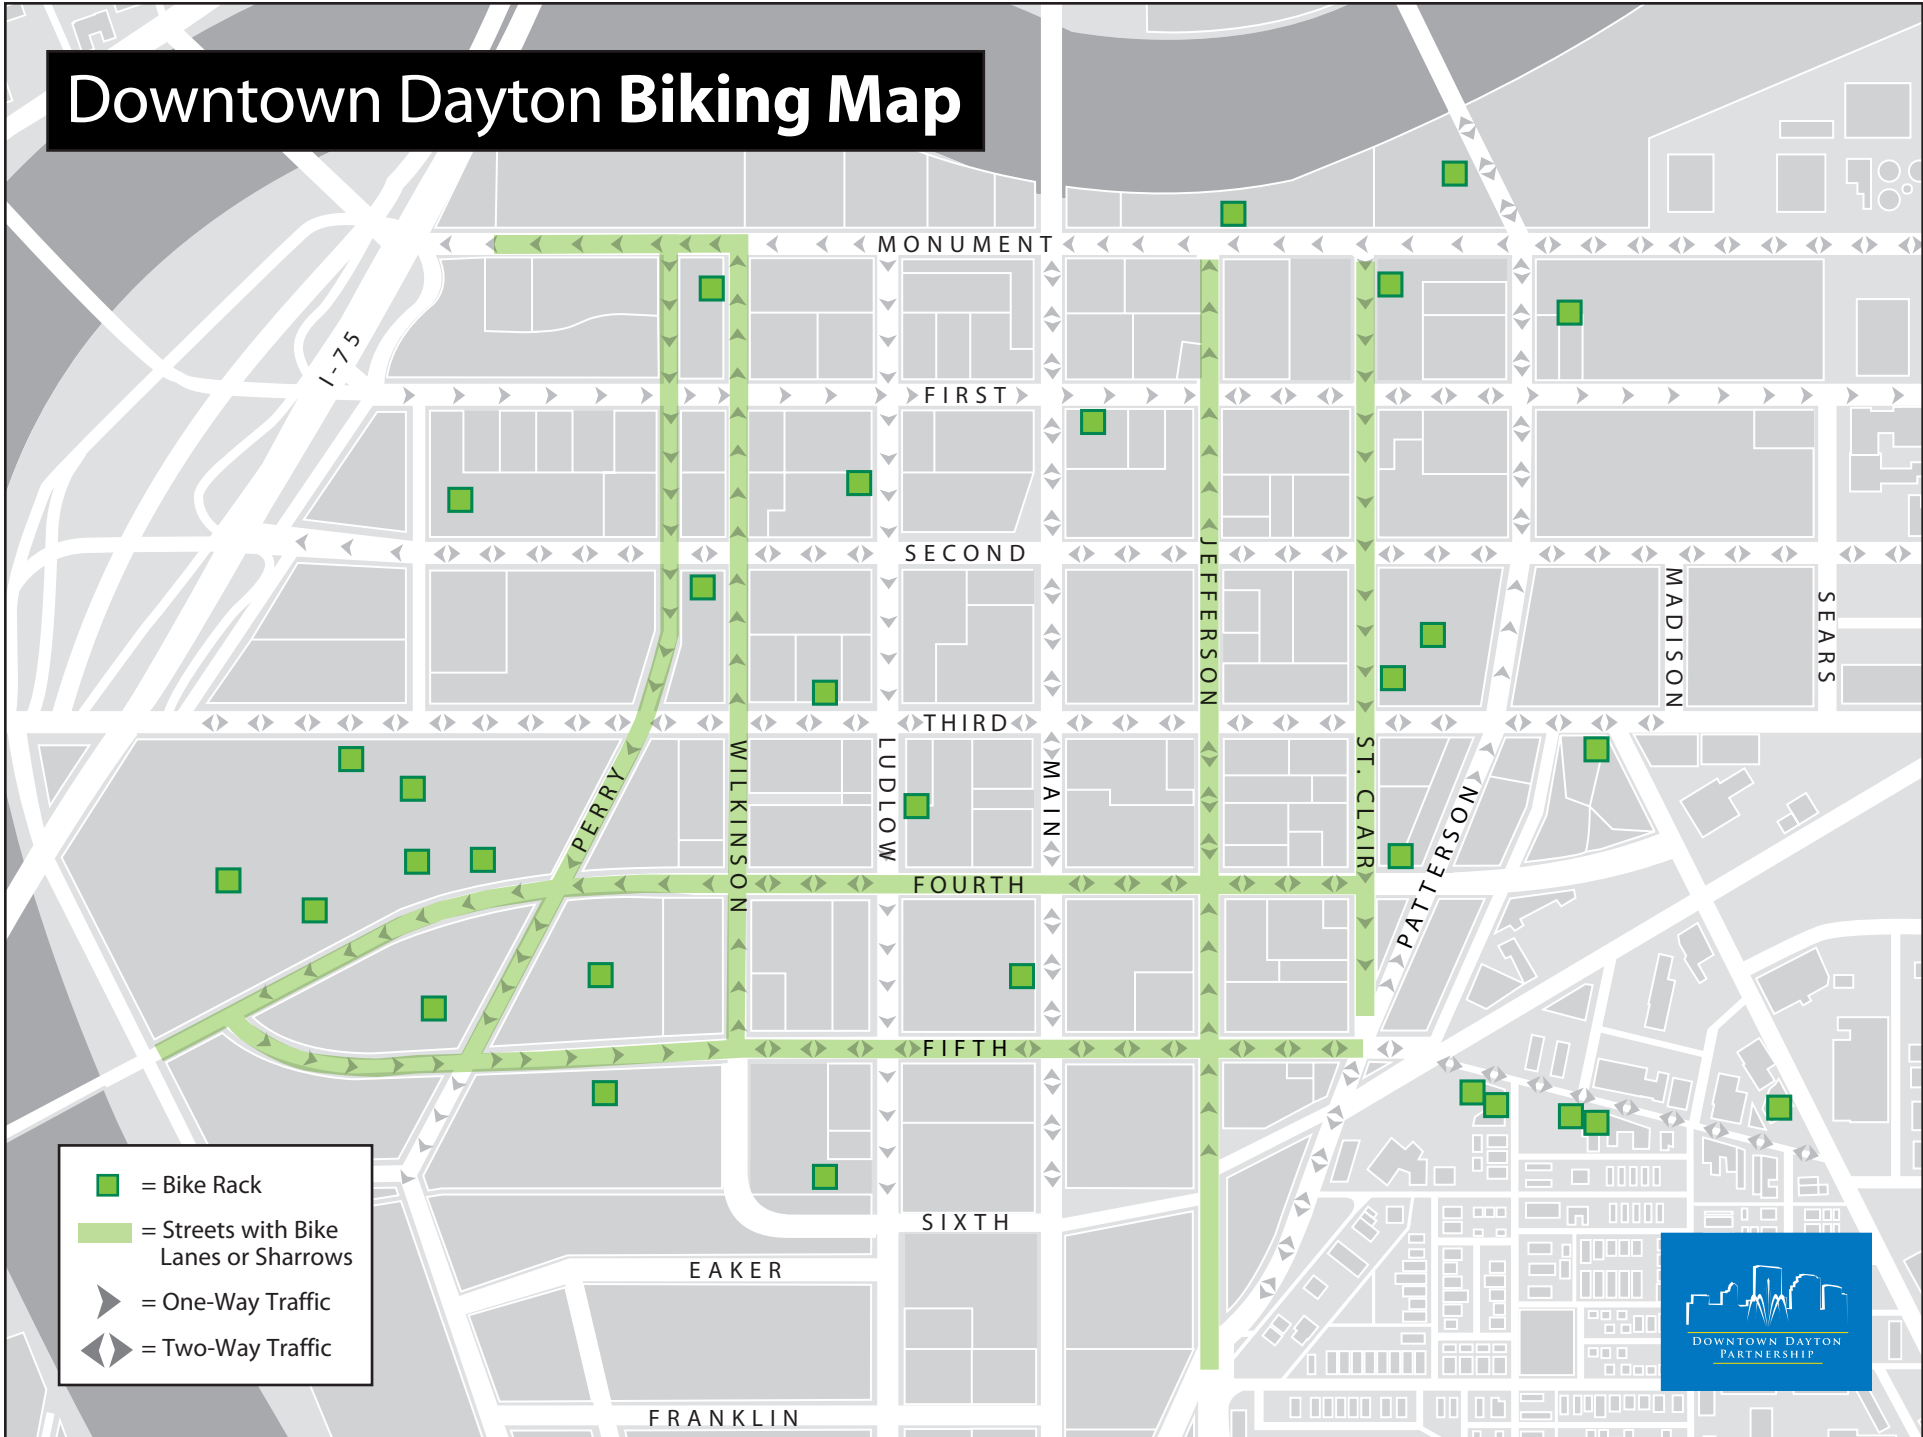 Downtown Dayton Biking Map
MONUMENT
I-75
FIRST
SECOND
JEFFERSON
MADISON
SEARS
THIRD
PERRY
WILKINSON
LUDLOW
MAIN
ST. CLAIR
PATTERSON
FOURTH
FIFTH
SIXTH
EAKER
FRANKLIN
= Bike Rack
= Streets with Bike
Lanes or Sharrows
= One-Way Traffic
= Two-Way Traffic
DOWNTOWN DAYTON
PARTNERSHIP